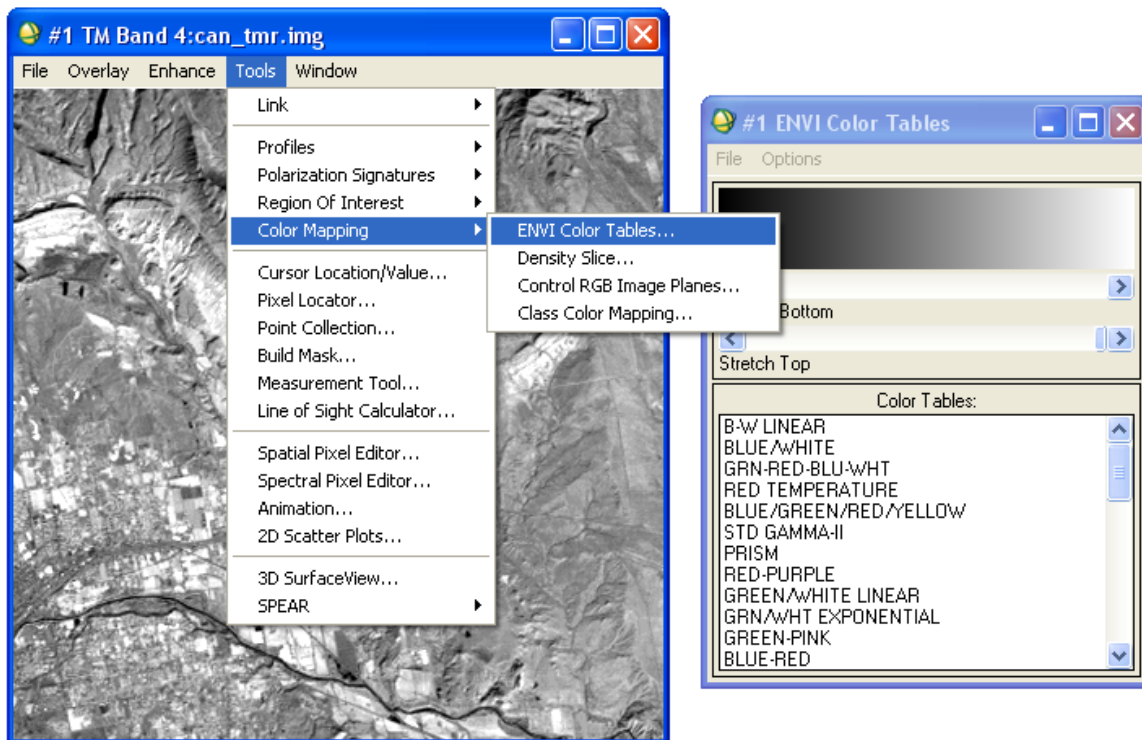 #1 TM Band 4:can_tmr.img
File Overlay Enhance Tools Window
Link
Profiles
Polarization Signatures
Region Of Interest
Color Mapping
Cursor Location/Value...
Pixel Locator...
Point Collection...
Build Mask...
Measurement Tool...
Line of Sight Calculator...
Spatial Pixel Editor...
Spectral Pixel Editor...
Animation...
2D Scatter Plots...
3D SurfaceView...
SPEAR
ENVI Color Tables...
Density Slice...
Control RGB Image Planes...
Class Color Mapping...
#1 ENVI Color Tables
File Options
Bottom
Stretch Top
Color Tables:
B-W LINEAR
BLUE/WHITE
GRN-RED-BLU-WHT
RED TEMPERATURE
BLUE/GREEN/RED/YELLOW
STD GAMMA-II
PRISM
RED-PURPLE
GREEN/WHITE LINEAR
GRN/WHT EXPONENTIAL
GREEN-PINK
BLUE-RED